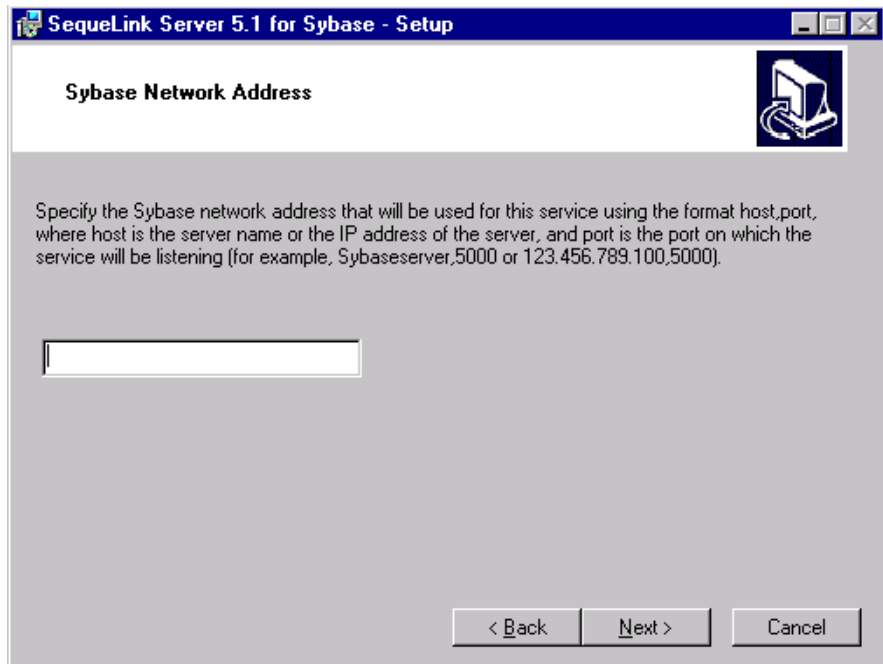 SequeLink Server 5.1 for Sybase - Setup
Sybase Network Address
Specify the Sybase network address that will be used for this service using the format host,port,
where host is the server name or the IP address of the server, and port is the port on which the
service will be listening (for example, Sybaseserver,5000 or 123.456.789.100,5000).
< Back Next > Cancel